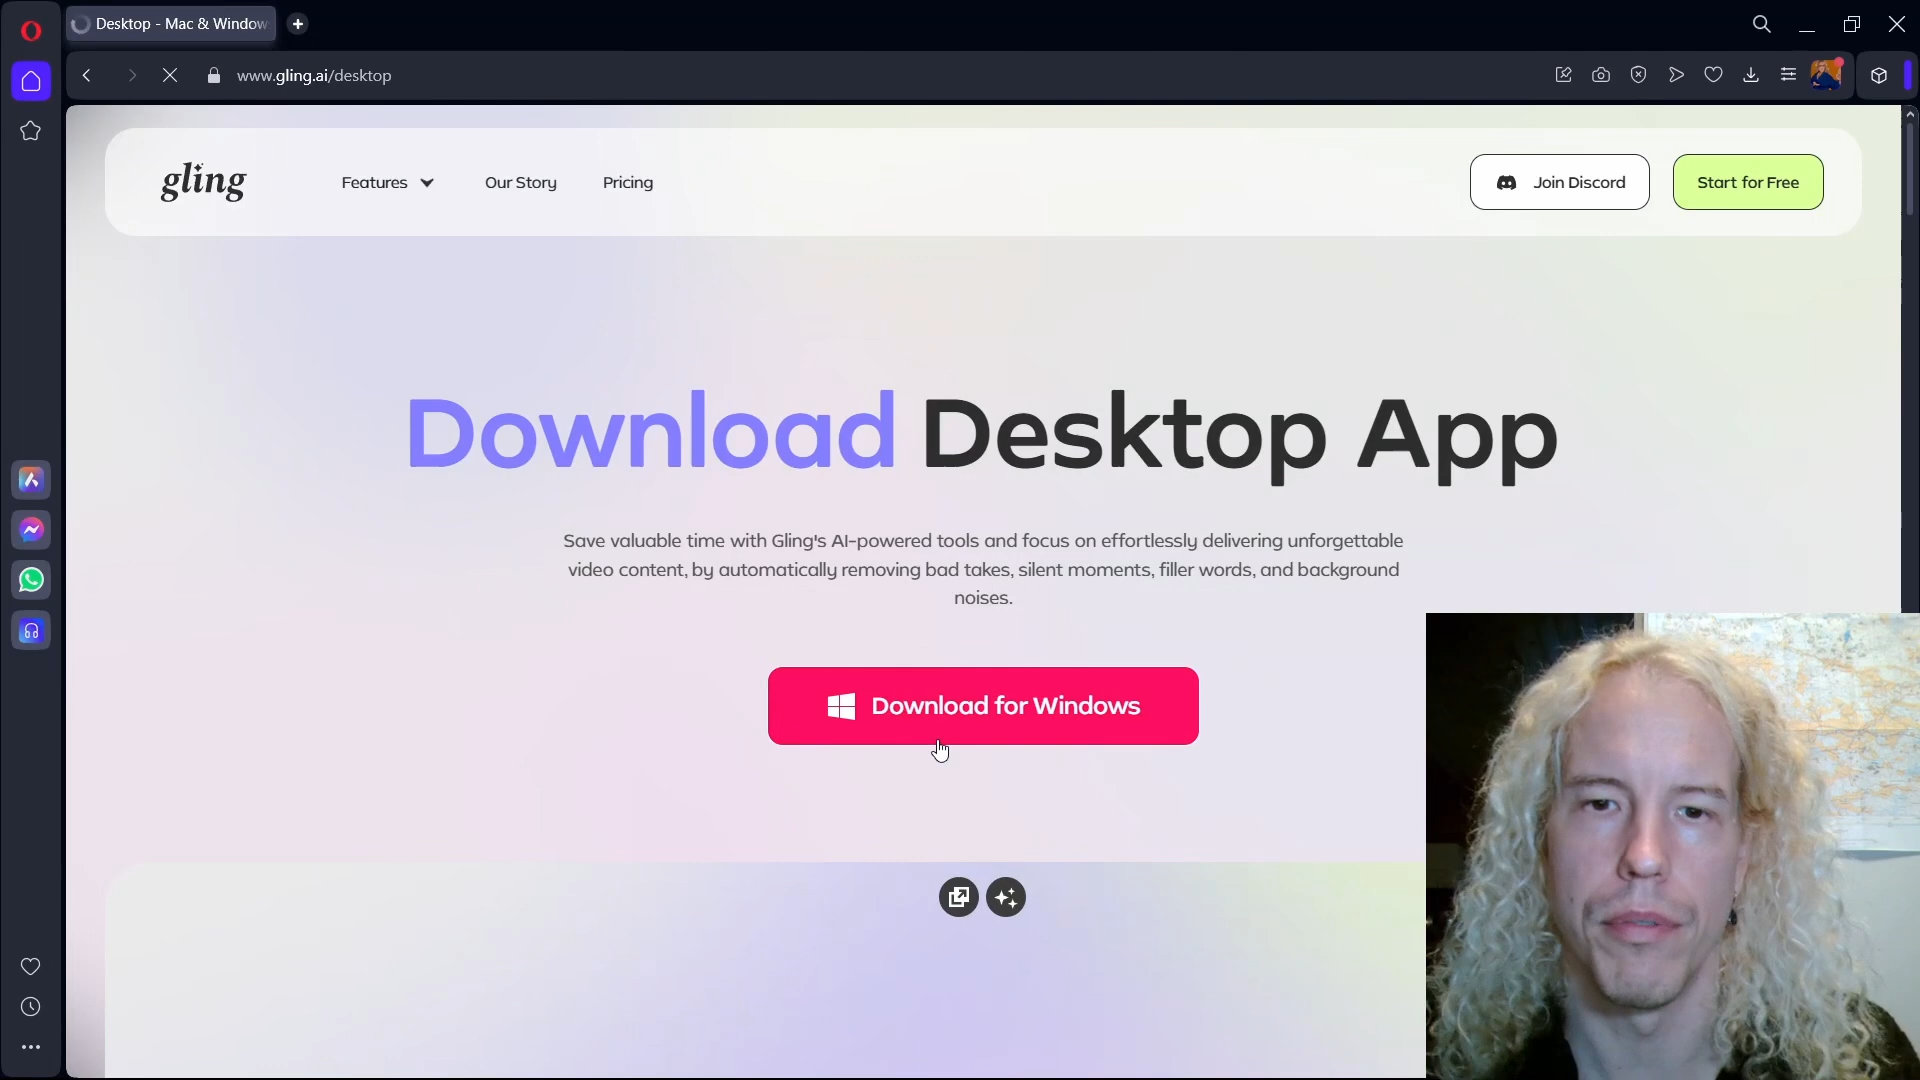 Desktop - Mac & Window
www.gling.ai/desktop
gling
Features
Our Story
Pricing
Join Discord
Start for Free
Download Desktop App
Save valuable time with Gling's AI-powered tools and focus on effortlessly delivering unforgettable
video content, by automatically removing bad takes, silent moments, filler words, and background
noises.
Download for Windows